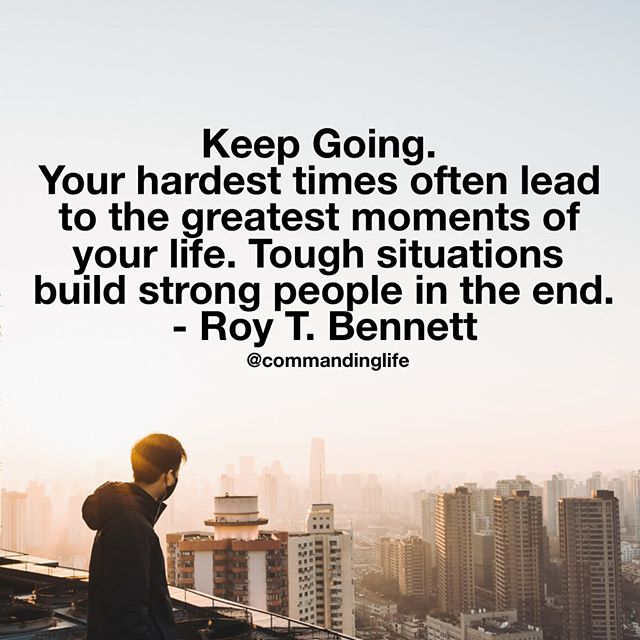 Keep Going.
Your hardest times often lead
to the greatest moments of
your life. Tough situations
build strong people in the end.
- Roy T. Bennett
@commandinglife